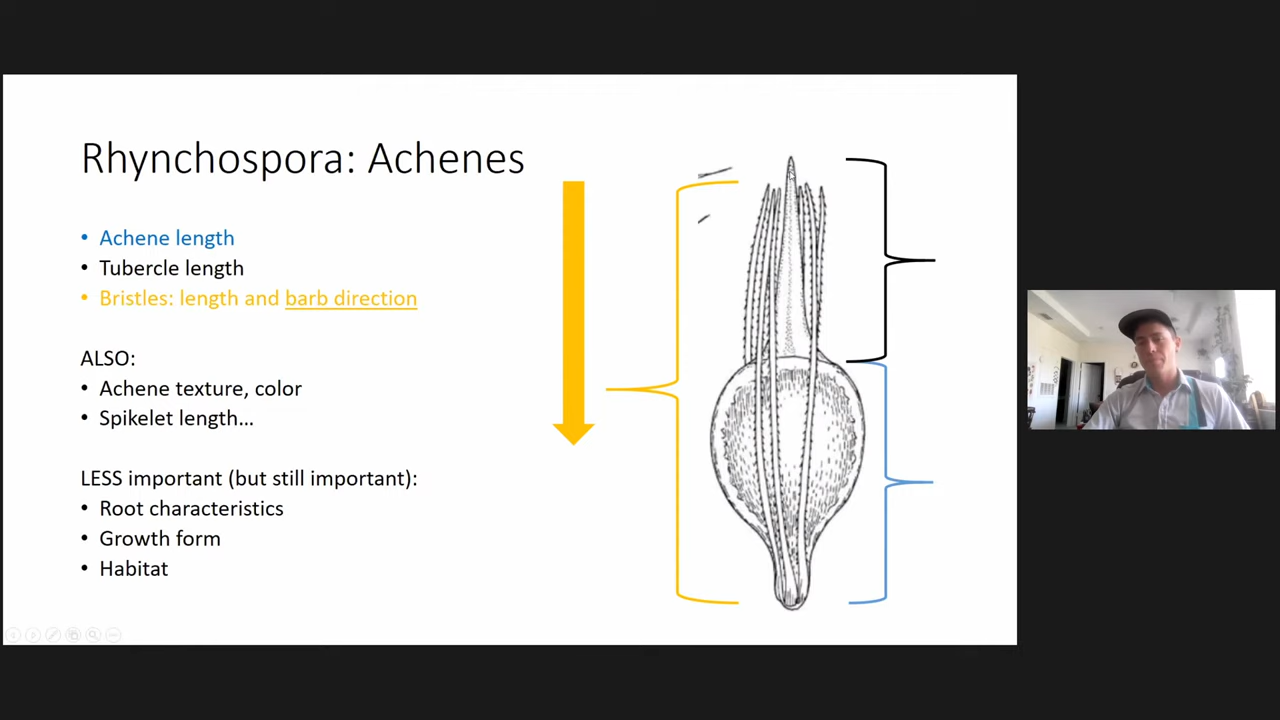 Rhynchospora: Achenes
• Achene length
• Tubercle length
• Bristles: length and barb direction
ALSO:
• Achene texture, color
• Spikelet length...
LESS important (but still important):
• Root characteristics
• Growth form
• Habitat